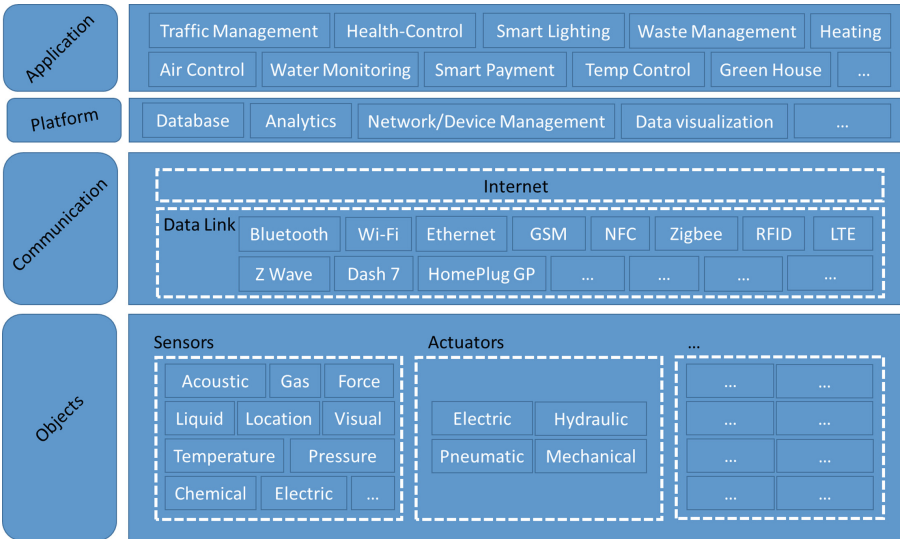 Application
Traffic Management Health-Control Smart Lighting Waste Management Heating
Air Control Water Monitoring Smart Payment Temp Control Green House ...
Platform
Database Analytics Network/Device Management Data visualization ...
Communication
Internet
Data Link
Bluetooth Wi-Fi Ethernet GSM NFC Zigbee RFID LTE
Z Wave Dash 7 HomePlug GP ... ... ... ...
Objects
Sensors
Acoustic Gas Force
Liquid Location Visual
Temperature Pressure
Chemical Electric ...
Actuators
Electric Hydraulic
Pneumatic Mechanical
...
... ...
... ...
... ...
... ...